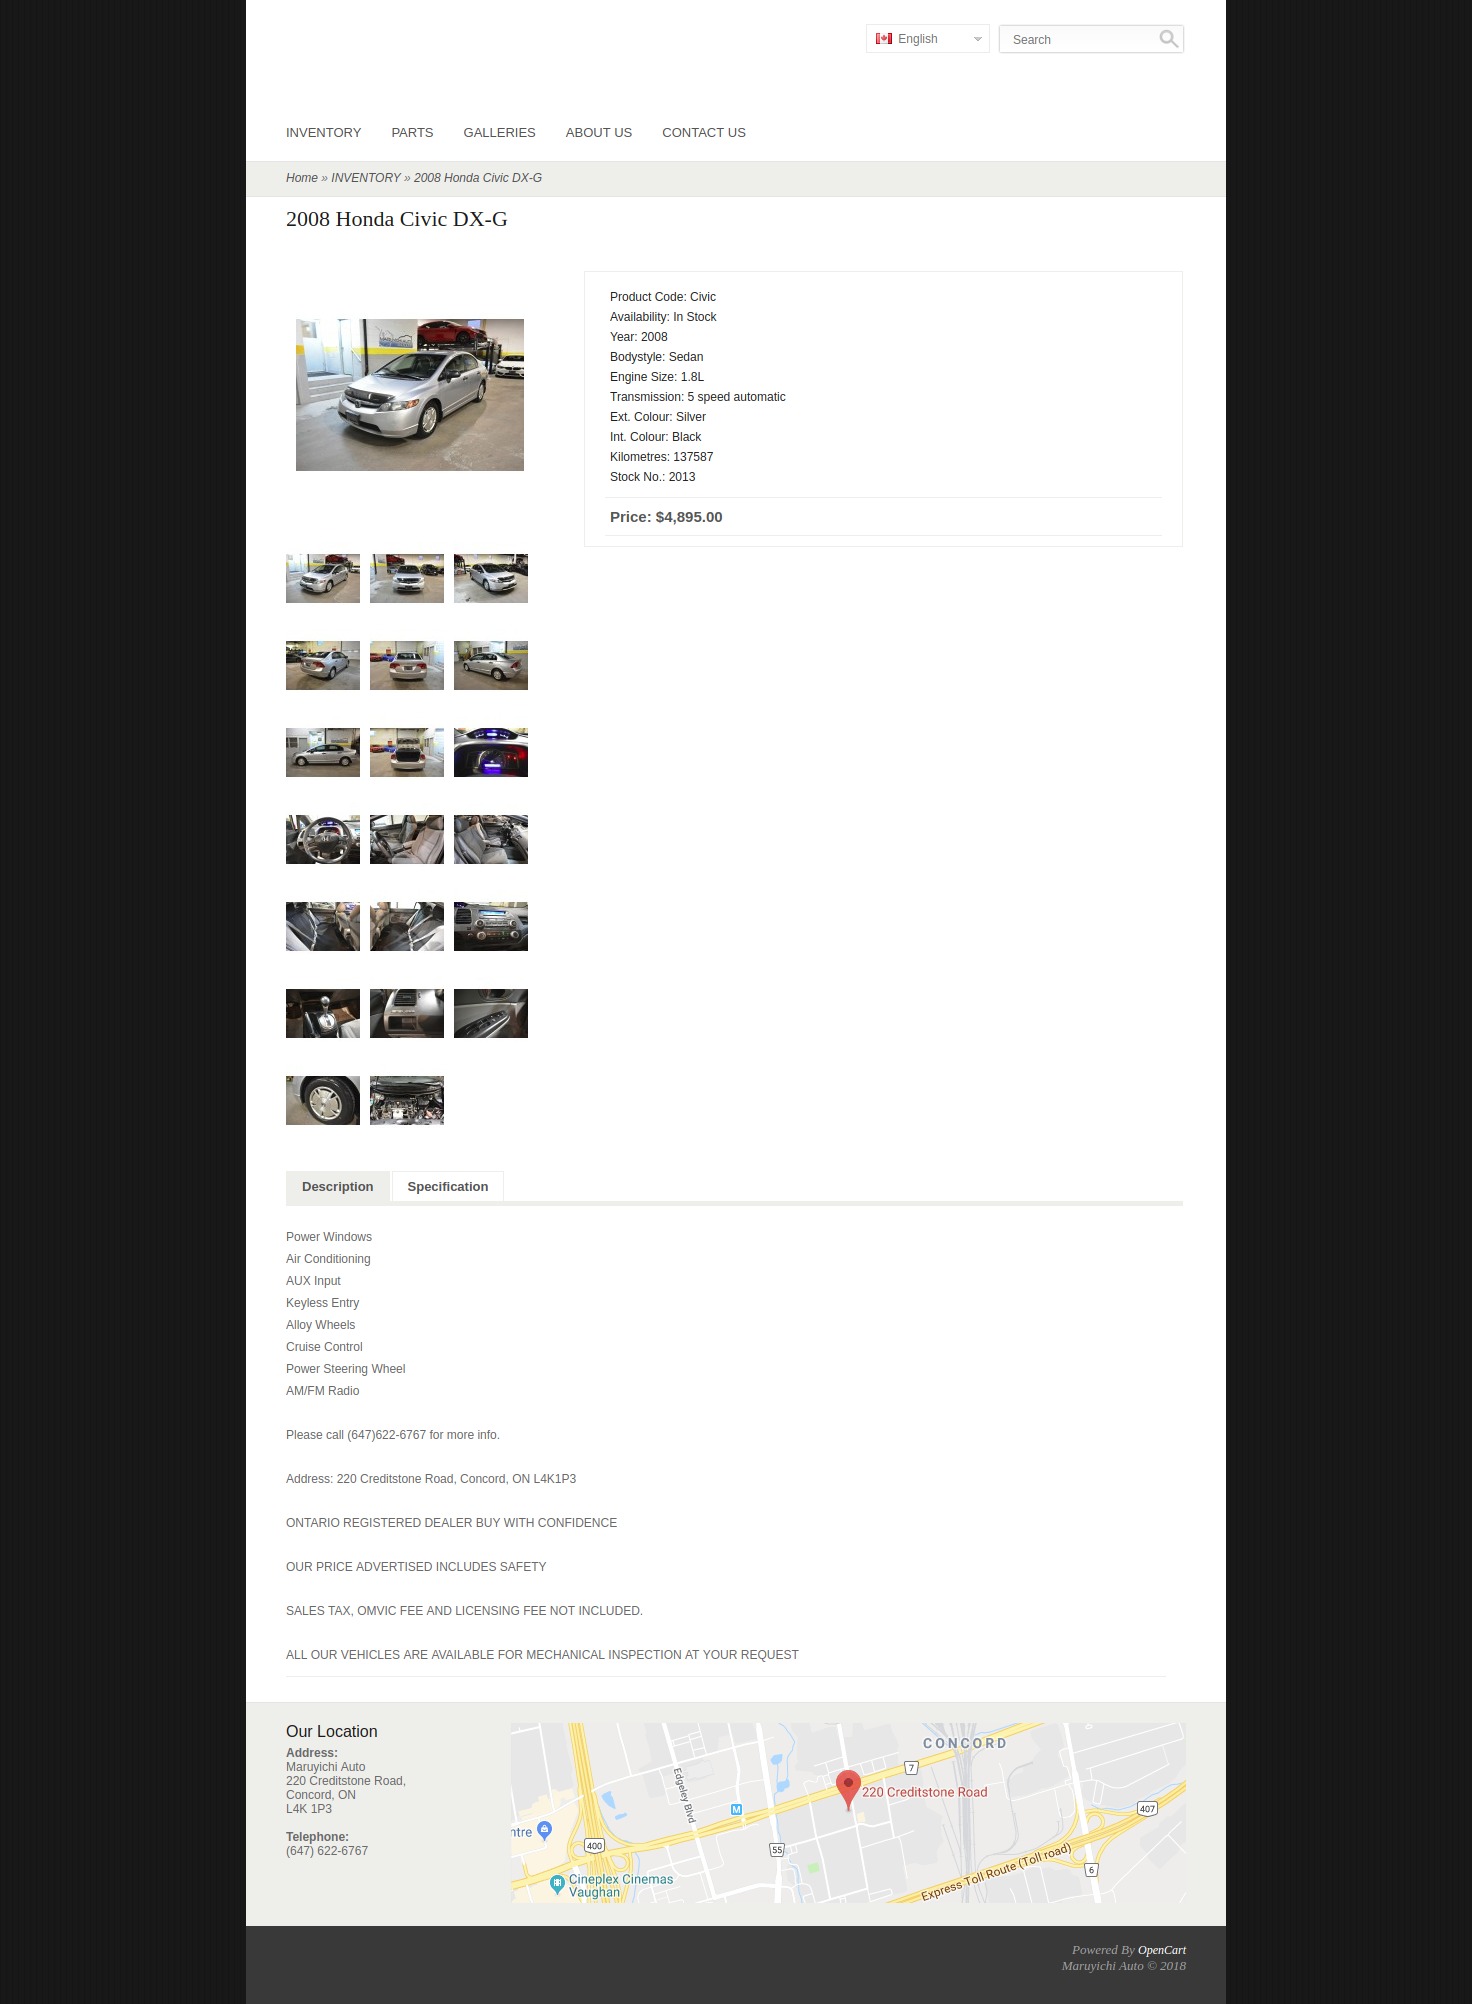 English
Search
INVENTORY PARTS GALLERIES ABOUT US CONTACT US
Home » INVENTORY » 2008 Honda Civic DX-G
2008 Honda Civic DX-G
Product Code: Civic
Availability: In Stock
Year: 2008
Bodystyle: Sedan
Engine Size: 1.8L
Transmission: 5 speed automatic
Ext. Colour: Silver
Int. Colour: Black
Kilometres: 137587
Stock No.: 2013
Price: $4,895.00
Description Specification
Power Windows
Air Conditioning
AUX Input
Keyless Entry
Alloy Wheels
Cruise Control
Power Steering Wheel
AM/FM Radio
Please call (647)622-6767 for more info.
Address: 220 Creditstone Road, Concord, ON L4K1P3
ONTARIO REGISTERED DEALER BUY WITH CONFIDENCE
OUR PRICE ADVERTISED INCLUDES SAFETY
SALES TAX, OMVIC FEE AND LICENSING FEE NOT INCLUDED.
ALL OUR VEHICLES ARE AVAILABLE FOR MECHANICAL INSPECTION AT YOUR REQUEST
Our Location
Address:
Maruyichi Auto
220 Creditstone Road,
Concord, ON
L4K 1P3
Telephone:
(647) 622-6767
CONCORD
7
Edgeley Blvd
220 Creditstone Road
M
407
ntre
400
55
6
Express Toll Route (Toll road)
Cineplex Cinemas
Vaughan
Powered By OpenCart
Maruyichi Auto © 2018